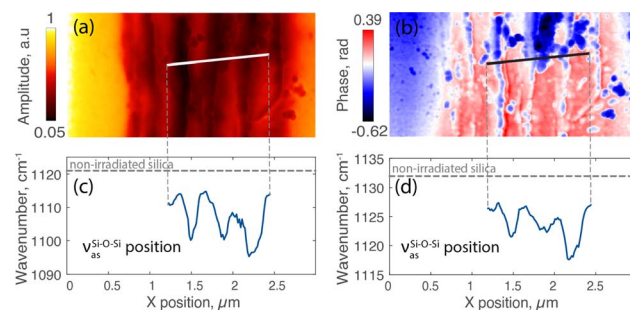 1
(a)
Amplitude, a.u
0.05
0.39
(b)
Phase, rad
-0.62
1120
1110
1100
1090
Wavenumber, cm⁻¹
non-irradiated silica
(c)
ν as Si-O-Si position
0 0.5 1 1.5 2 2.5
X position, µm
1135
1130
1125
1120
1115
Wavenumber, cm⁻¹
non-irradiated silica
(d)
ν as Si-O-Si position
0 0.5 1 1.5 2 2.5
X position, µm